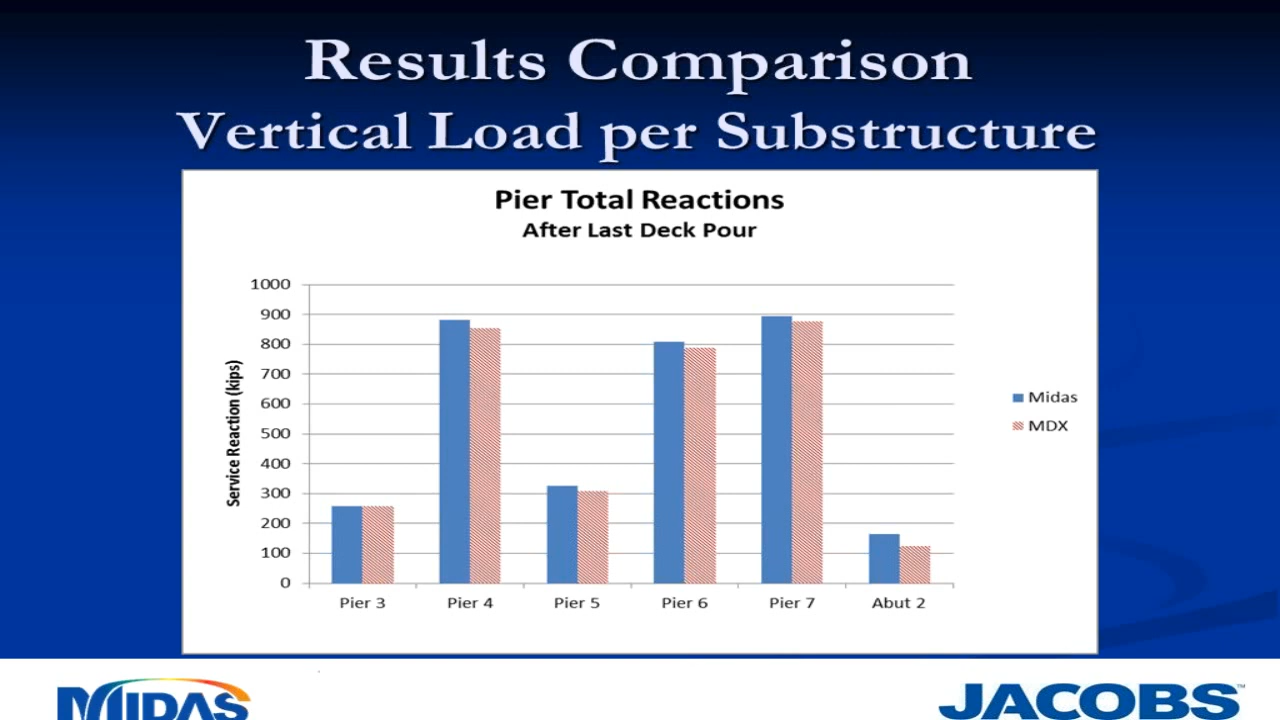 Results Comparison
Vertical Load per Substructure
Pier Total Reactions
After Last Deck Pour
Service Reaction (kips)
1000
900
800
700
600
500
400
300
200
100
0
Pier 3 Pier 4 Pier 5 Pier 6 Pier 7 Abut 2
Midas
MDX
MIDAS
JACOBS™